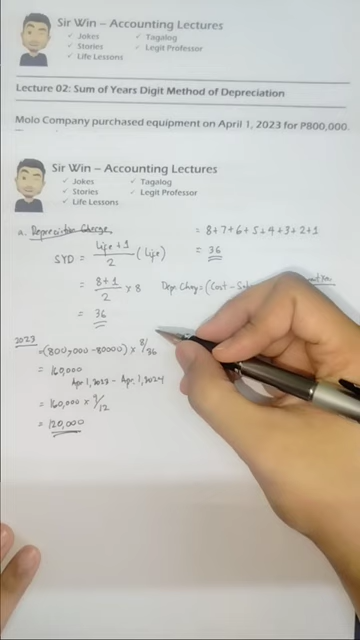 Sir Win – Accounting Lectures
✓ Jokes ✓ Tagalog
✓ Stories ✓ Legit Professor
✓ Life Lessons
Lecture 02: Sum of Years Digit Method of Depreciation
Molo Company purchased equipment on April 1, 2023 for P800,000.
Sir Win – Accounting Lectures
✓ Jokes ✓ Tagalog
✓ Stories ✓ Legit Professor
✓ Life Lessons
a. Depreciation Charge
SYD = Life + 1 / 2 (Life)
= 8+7+6+5+4+3+2+1
= 36
= 8+1 / 2 × 8
Depr. Charge = (Cost –
= 36
2023
= (800,000 - 80000) × 8/36
= 160,000
Apr 1, 2023 - Apr. 1, 2024
= 160,000 × 9/12
= 120,000